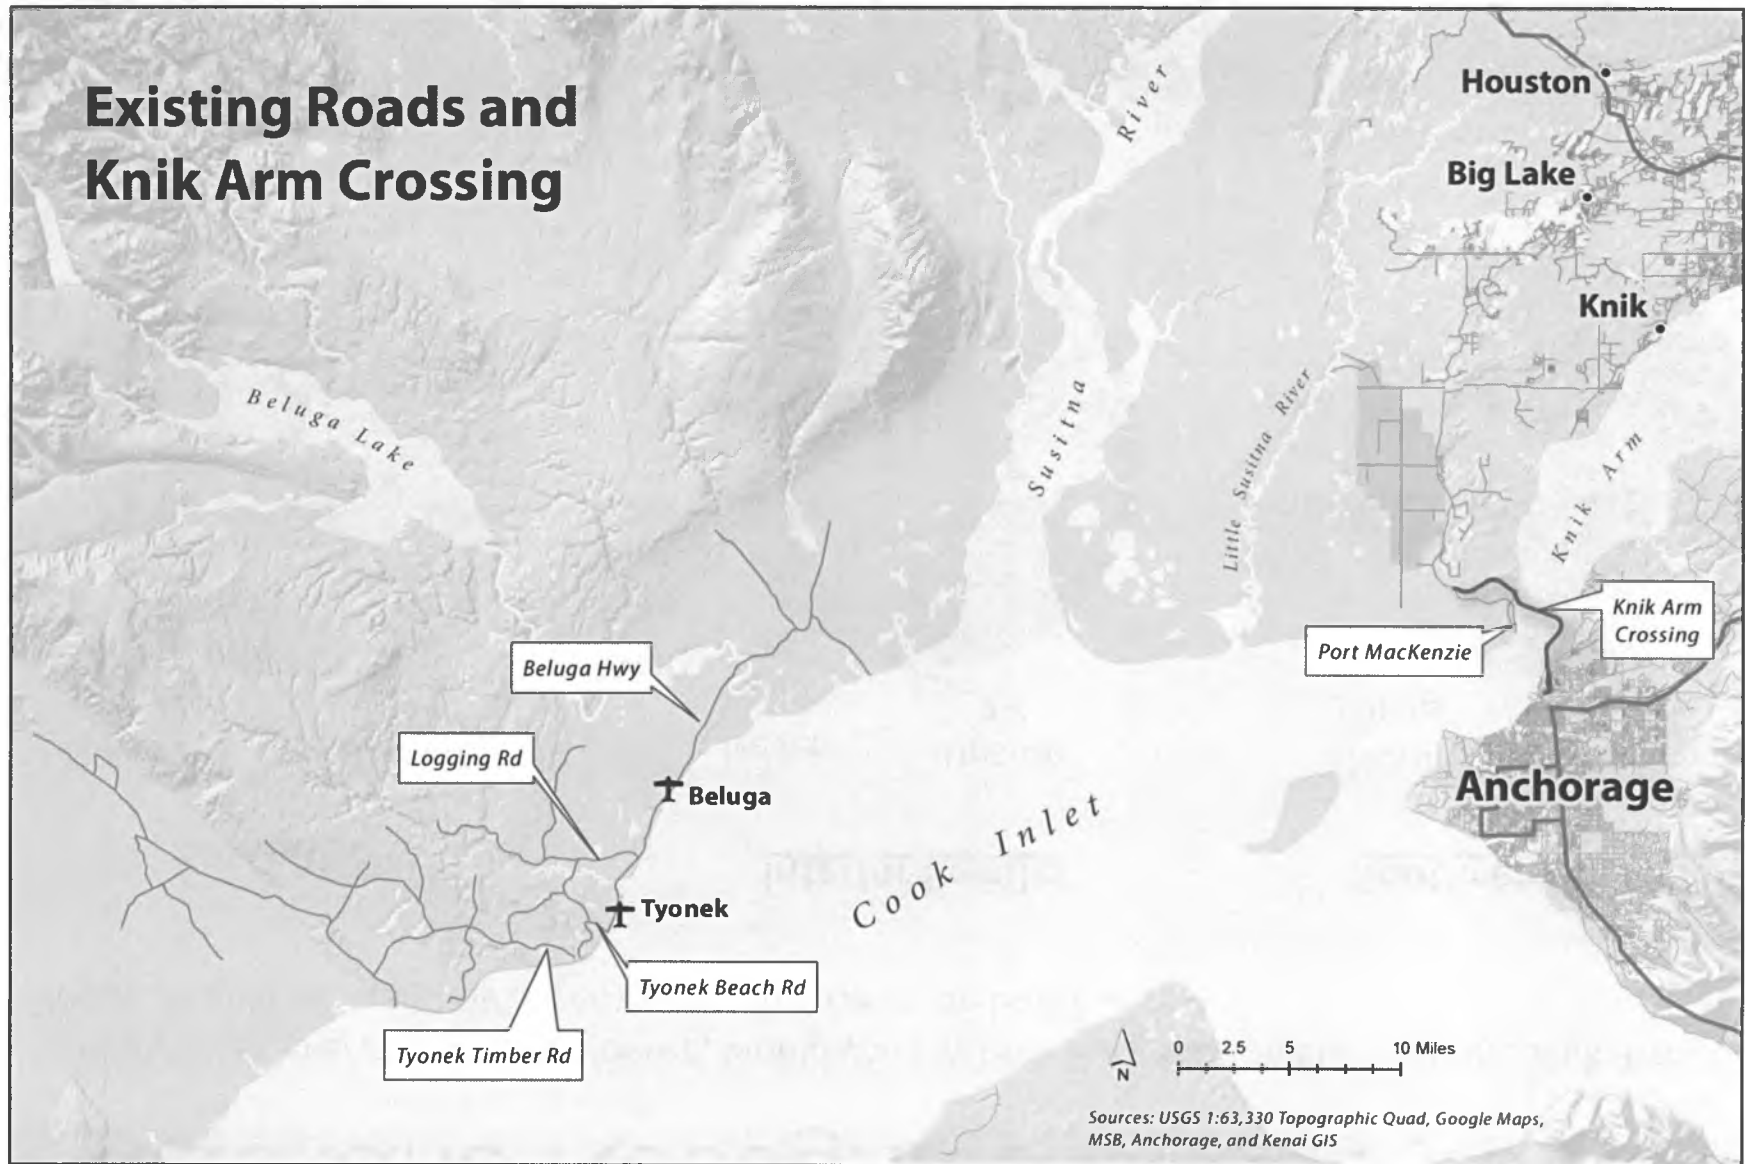 Existing Roads and
Knik Arm Crossing
Houston
Big Lake
Knik
River
Susitna
Little Susitna River
Beluga Lake
Knik Arm
Knik Arm
Crossing
Port MacKenzie
Beluga Hwy
Logging Rd
Beluga
Anchorage
Cook Inlet
Tyonek
Tyonek Beach Rd
Tyonek Timber Rd
N
0 2.5 5 10 Miles
Sources: USGS 1:63,330 Topographic Quad, Google Maps,
MSB, Anchorage, and Kenai GIS